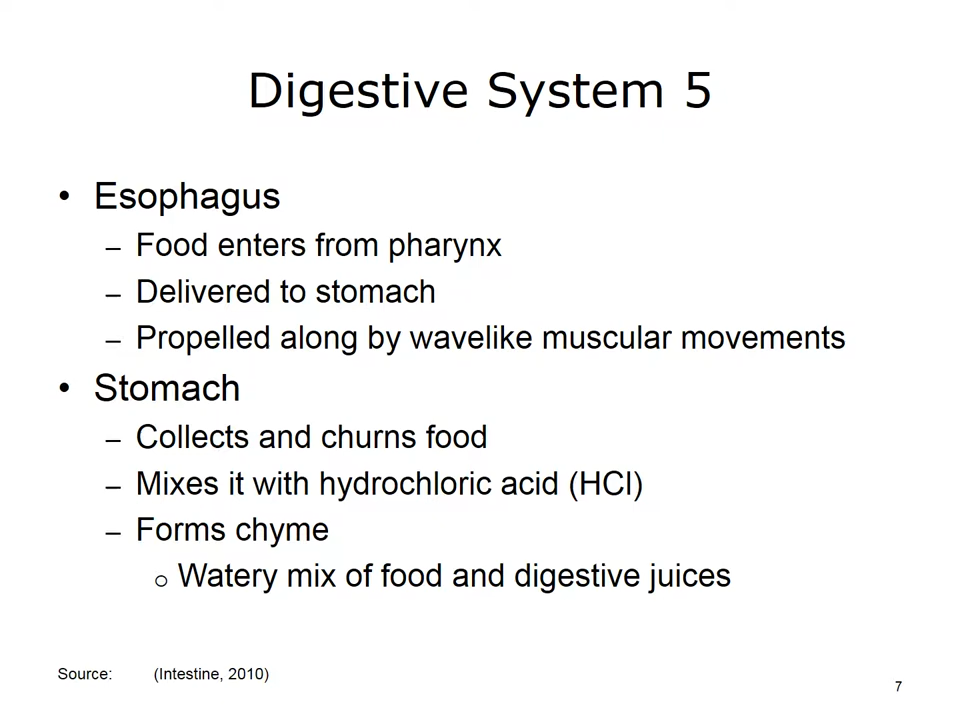 Digestive System 5
• Esophagus
– Food enters from pharynx
– Delivered to stomach
– Propelled along by wavelike muscular movements
• Stomach
– Collects and churns food
– Mixes it with hydrochloric acid (HCl)
– Forms chyme
o Watery mix of food and digestive juices
Source: (Intestine, 2010)
7